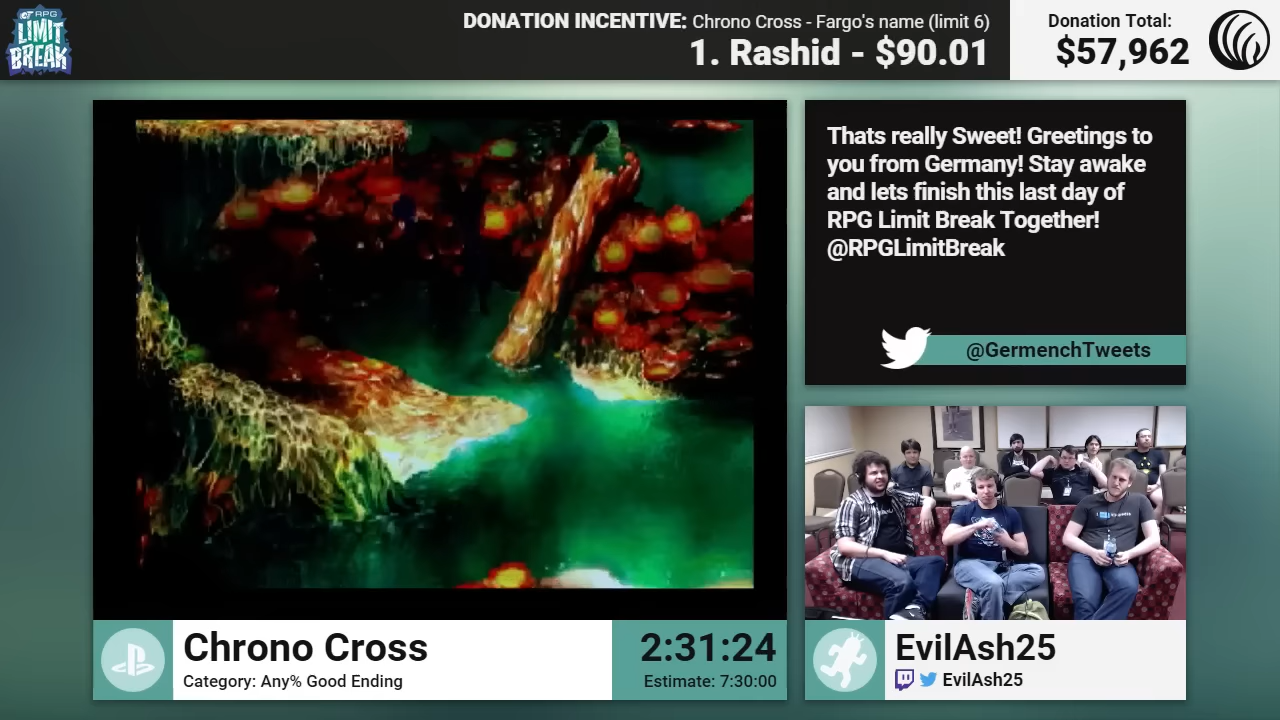 RPG
LIMIT
BREAK
DONATION INCENTIVE: Chrono Cross - Fargo's name (limit 6)
1. Rashid - $90.01
Donation Total:
$57,962
Thats really Sweet! Greetings to
you from Germany! Stay awake
and lets finish this last day of
RPG Limit Break Together!
@RPGLimitBreak
@GermenchTweets
Chrono Cross
Category: Any% Good Ending
2:31:24
Estimate: 7:30:00
EvilAsh25
EvilAsh25